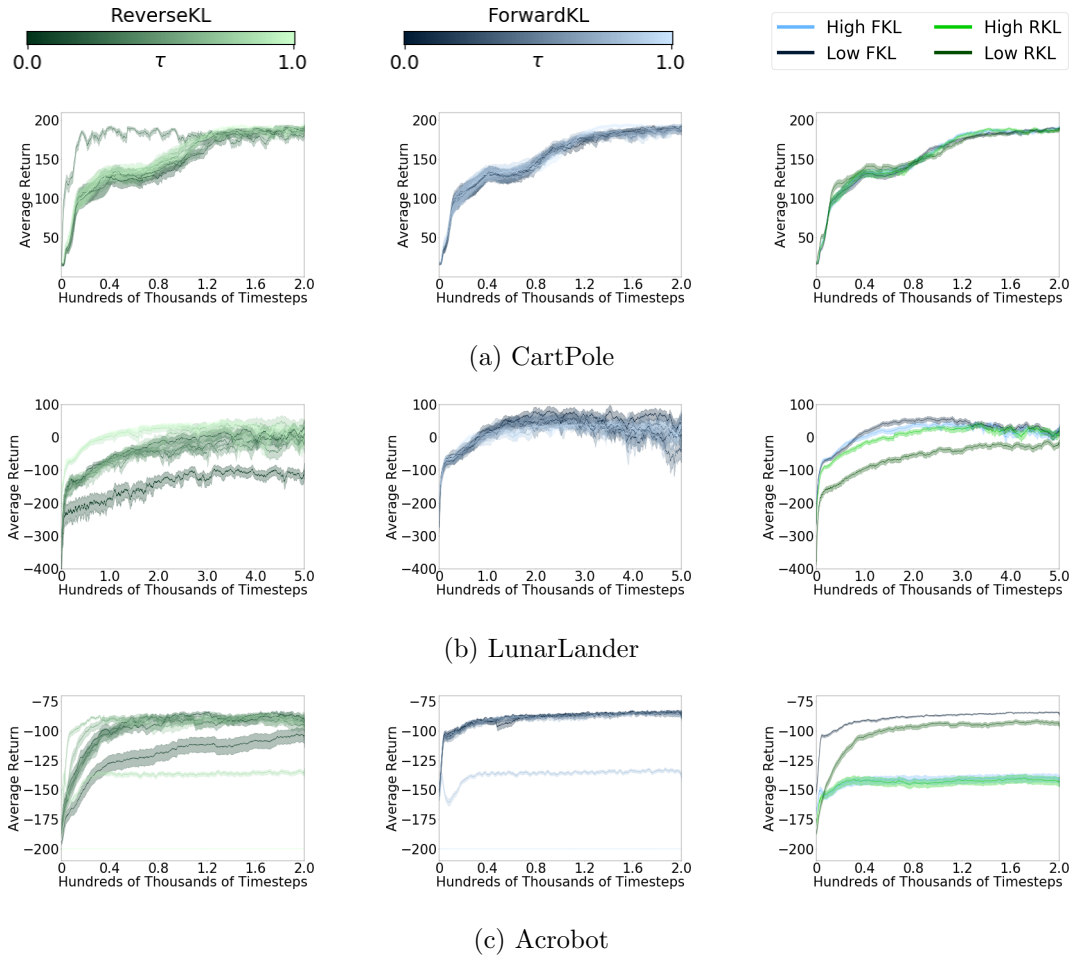 ReverseKL
0.0 τ 1.0
ForwardKL
0.0 τ 1.0
High FKL High RKL
Low FKL Low RKL
Average Return
200
150
100
50
0 0.4 0.8 1.2 1.6 2.0
Hundreds of Thousands of Timesteps
Average Return
200
150
100
50
0 0.4 0.8 1.2 1.6 2.0
Hundreds of Thousands of Timesteps
Average Return
200
150
100
50
0 0.4 0.8 1.2 1.6 2.0
Hundreds of Thousands of Timesteps
(a) CartPole
Average Return
100
0
−100
−200
−300
−400
0 1.0 2.0 3.0 4.0 5.0
Hundreds of Thousands of Timesteps
Average Return
100
0
−100
−200
−300
−400
0 1.0 2.0 3.0 4.0 5.0
Hundreds of Thousands of Timesteps
Average Return
100
0
−100
−200
−300
−400
0 1.0 2.0 3.0 4.0 5.0
Hundreds of Thousands of Timesteps
(b) LunarLander
Average Return
−75
−100
−125
−150
−175
−200
0 0.4 0.8 1.2 1.6 2.0
Hundreds of Thousands of Timesteps
Average Return
−75
−100
−125
−150
−175
−200
0 0.4 0.8 1.2 1.6 2.0
Hundreds of Thousands of Timesteps
Average Return
−75
−100
−125
−150
−175
−200
0 0.4 0.8 1.2 1.6 2.0
Hundreds of Thousands of Timesteps
(c) Acrobot